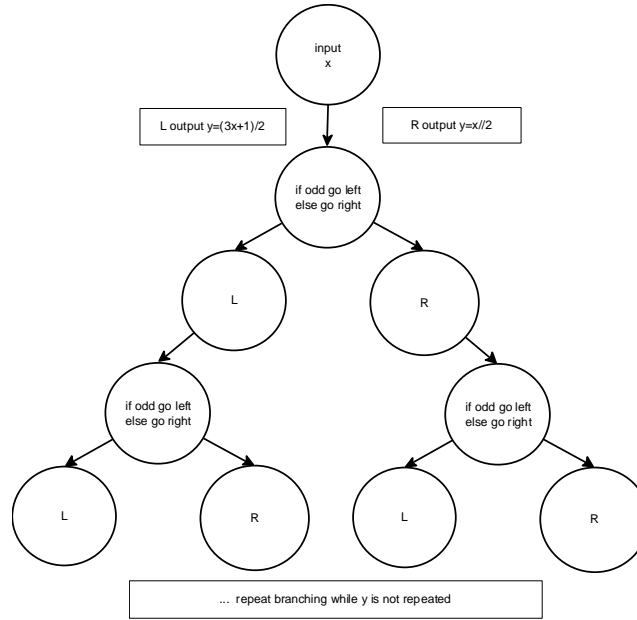 input
x
L output y=(3x+1)/2
R output y=x//2
if odd go left
else go right
L
R
if odd go left
else go right
if odd go left
else go right
L
R
L
R
... repeat branching while y is not repeated